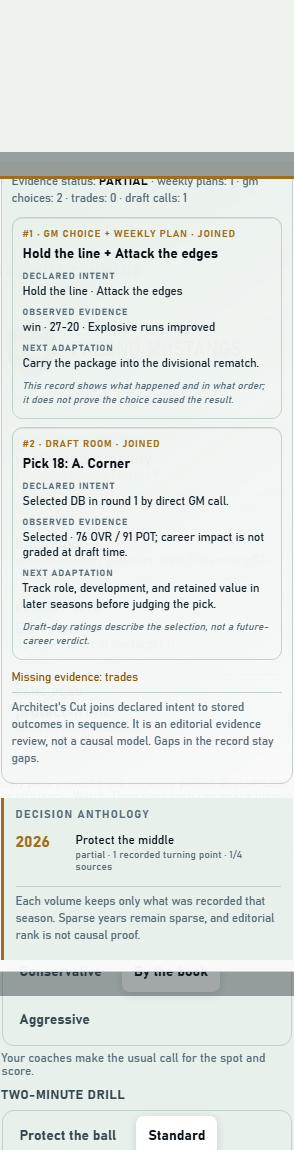 Evidence status: PARTIAL · weekly plans: 1 · gm
choices: 2 · trades: 0 · draft calls: 1
#1 · GM CHOICE + WEEKLY PLAN · JOINED
Hold the line + Attack the edges
DECLARED INTENT
Hold the line · Attack the edges
OBSERVED EVIDENCE
win · 27-20 · Explosive runs improved
NEXT ADAPTATION
Carry the package into the divisional rematch.
This record shows what happened and in what order;
it does not prove the choice caused the result.
#2 · DRAFT ROOM · JOINED
Pick 18: A. Corner
DECLARED INTENT
Selected DB in round 1 by direct GM call.
OBSERVED EVIDENCE
Selected · 76 OVR / 91 POT; career impact is not
graded at draft time.
NEXT ADAPTATION
Track role, development, and retained value in
later seasons before judging the pick.
Draft-day ratings describe the selection, not a future-
career verdict.
Missing evidence: trades
Architect's Cut joins declared intent to stored
outcomes in sequence. It is an editorial evidence
review, not a causal model. Gaps in the record stay
gaps.
DECISION ANTHOLOGY
2026
Protect the middle
partial · 1 recorded turning point · 1/4
sources
Each volume keeps only what was recorded that
season. Sparse years remain sparse, and editorial
rank is not causal proof.
Conservative By the book
Aggressive
Your coaches make the usual call for the spot and
score.
TWO-MINUTE DRILL
Protect the ball Standard